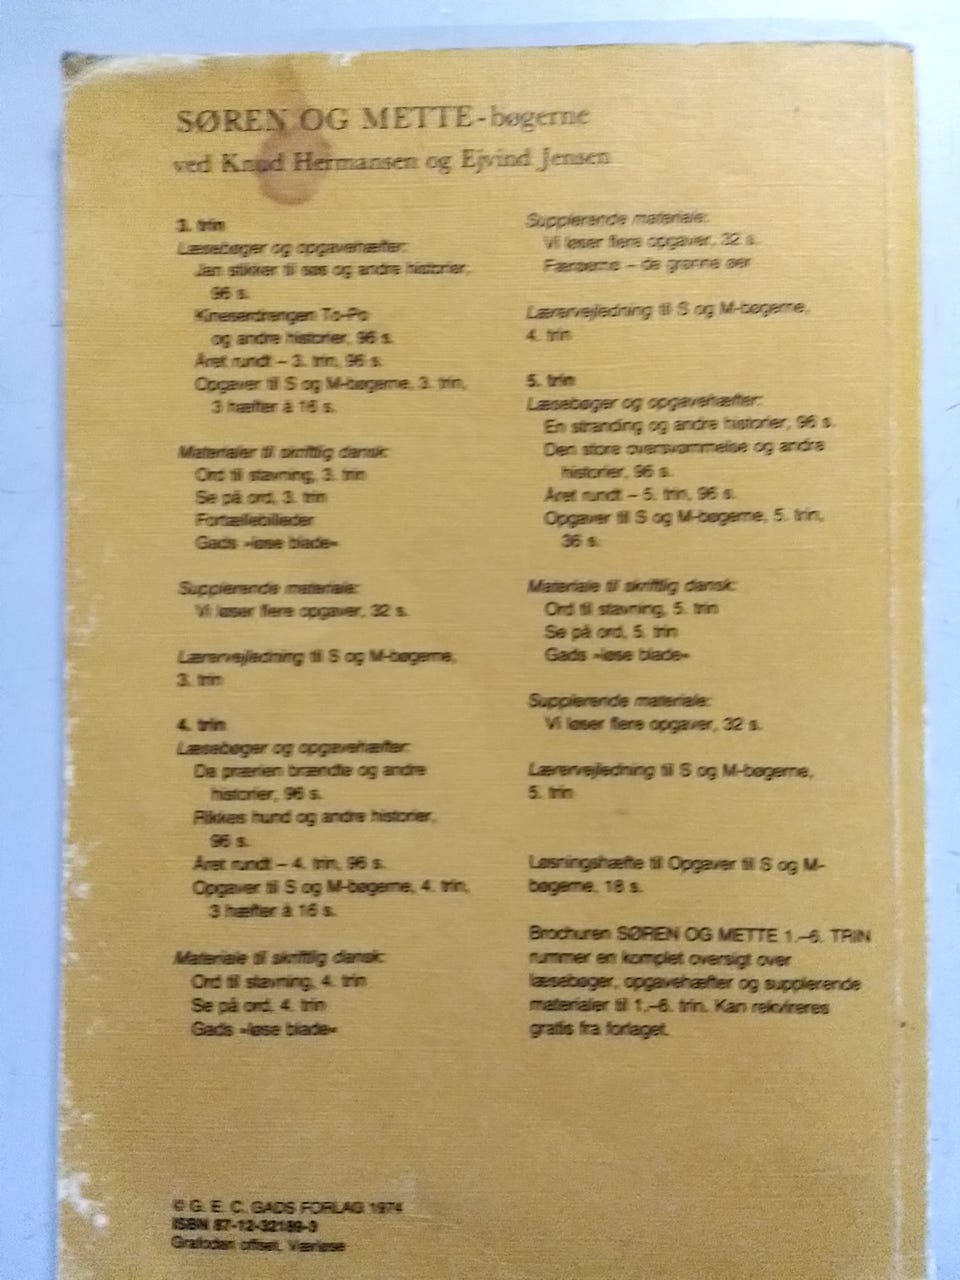 SØREN OG METTE-bøgerne
ved Knud Hermansen og Ejvind Jensen
3. trin
Læsebøger og opgavehæfter:
Jan stikker til søs og andre historier,
96 s.
Kineserdrengen To-Po
og andre historier, 96 s.
Året rundt – 3. trin, 96 s.
Opgaver til S og M-bøgerne, 3. trin,
3 hæfter à 16 s.
Materialer til skriftlig dansk:
Ord til stavning, 3. trin
Se på ord, 3. trin
Fortællebilleder
Gads »løse blade«
Supplerende materiale:
Vi løser flere opgaver, 32 s.
Lærervejledning til S og M-bøgerne,
3. trin
4. trin
Læsebøger og opgavehæfter:
Da prærien brændte og andre
historier, 96 s.
Rikkes hund og andre historier,
96 s.
Året rundt – 4. trin, 96 s.
Opgaver til S og M-bøgerne, 4. trin,
3 hæfter à 16 s.
Materiale til skriftlig dansk:
Ord til stavning, 4. trin
Se på ord, 4. trin
Gads »løse blade«
Supplerende materiale:
Vi løser flere opgaver, 32 s.
Færøerne – de grønne øer
Lærervejledning til S og M-bøgerne,
4. trin
5. trin
Læsebøger og opgavehæfter:
En stranding og andre historier, 96 s.
Den store oversvømmelse og andre
historier, 96 s.
Året rundt – 5. trin, 96 s.
Opgaver til S og M-bøgerne, 5. trin,
36 s.
Materiale til skriftlig dansk:
Ord til stavning, 5. trin
Se på ord, 5. trin
Gads »løse blade«
Supplerende materiale:
Vi løser flere opgaver, 32 s.
Lærervejledning til S og M-bøgerne,
5. trin
Løsningshæfte til Opgaver til S og M-
bøgerne, 18 s.
Brochuren SØREN OG METTE 1.–6. TRIN
rummer en komplet oversigt over
læsebøger, opgavehæfter og supplerende
materialer til 1.–6. trin. Kan rekvireres
gratis fra forlaget.
© G. E. C. GADS FORLAG 1974
ISBN 87-12-32189-3
Grafodan offset, Værløse